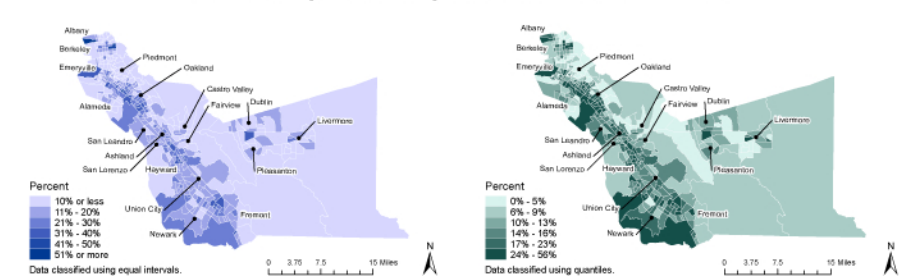 Albany
Berkeley
Piedmont
Emeryville
Oakland
Castro Valley
Alameda
Fairview
Dublin
Livermore
San Leandro
Ashland
San Lorenzo
Hayward
Pleasanton
Percent
10% or less
11% - 20%
21% - 30%
31% - 40%
41% - 50%
51% or more
Union City
Fremont
Newark
Data classified using equal intervals.
0 3.75 7.5 15 Miles
N
Albany
Berkeley
Piedmont
Emeryville
Oakland
Castro Valley
Alameda
Fairview
Dublin
Livermore
San Leandro
Ashland
San Lorenzo
Hayward
Pleasanton
Percent
0% - 5%
6% - 9%
10% - 13%
14% - 16%
17% - 23%
24% - 56%
Union City
Fremont
Newark
Data classified using quantiles.
0 3.75 7.5 15 Miles
N